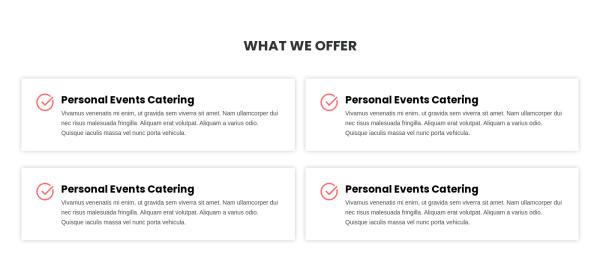 WHAT WE OFFER
Personal Events Catering
Vivamus venenatis mi enim, ut gravida sem viverra sit amet. Nam ullamcorper dui
nec risus malesuada fringilla. Aliquam erat volutpat. Aliquam a varius odio.
Quisque iaculis massa vel nunc porta vehicula.
Personal Events Catering
Vivamus venenatis mi enim, ut gravida sem viverra sit amet. Nam ullamcorper dui
nec risus malesuada fringilla. Aliquam erat volutpat. Aliquam a varius odio.
Quisque iaculis massa vel nunc porta vehicula.
Personal Events Catering
Vivamus venenatis mi enim, ut gravida sem viverra sit amet. Nam ullamcorper dui
nec risus malesuada fringilla. Aliquam erat volutpat. Aliquam a varius odio.
Quisque iaculis massa vel nunc porta vehicula.
Personal Events Catering
Vivamus venenatis mi enim, ut gravida sem viverra sit amet. Nam ullamcorper dui
nec risus malesuada fringilla. Aliquam erat volutpat. Aliquam a varius odio.
Quisque iaculis massa vel nunc porta vehicula.